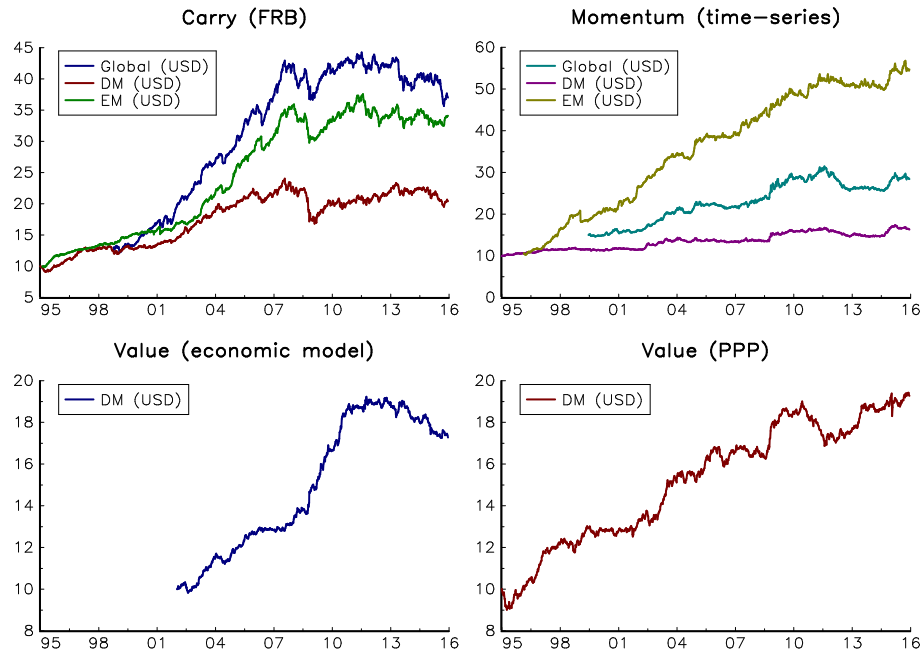 Carry (FRB)
45
40
35
30
25
20
15
10
5
Global (USD)
DM (USD)
EM (USD)
95 98 01 04 07 10 13 16
Momentum (time-series)
60
50
40
30
20
10
0
Global (USD)
DM (USD)
EM (USD)
95 98 01 04 07 10 13 16
Value (economic model)
20
18
16
14
12
10
8
DM (USD)
95 98 01 04 07 10 13 16
Value (PPP)
20
18
16
14
12
10
8
DM (USD)
95 98 01 04 07 10 13 16